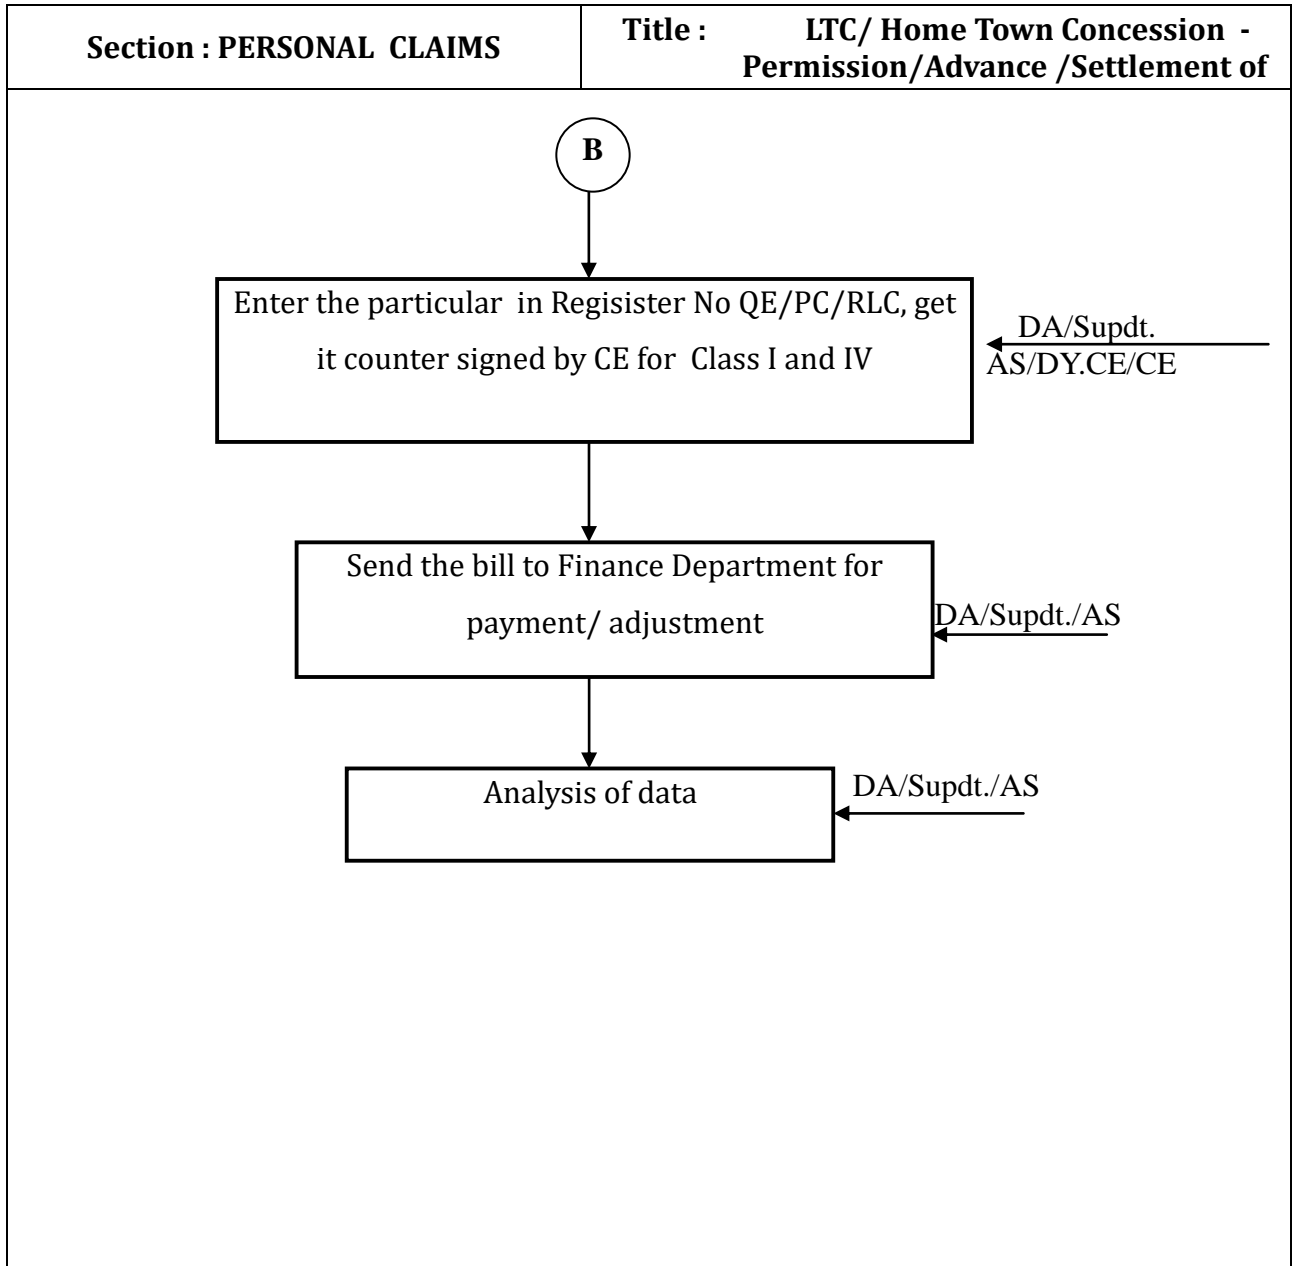 Section : PERSONAL CLAIMS
Title : LTC/ Home Town Concession -
Permission/Advance /Settlement of
B
Enter the particular in Regisister No QE/PC/RLC, get
it counter signed by CE for Class I and IV
DA/Supdt.
AS/DY.CE/CE
Send the bill to Finance Department for
payment/ adjustment
DA/Supdt./AS
Analysis of data
DA/Supdt./AS